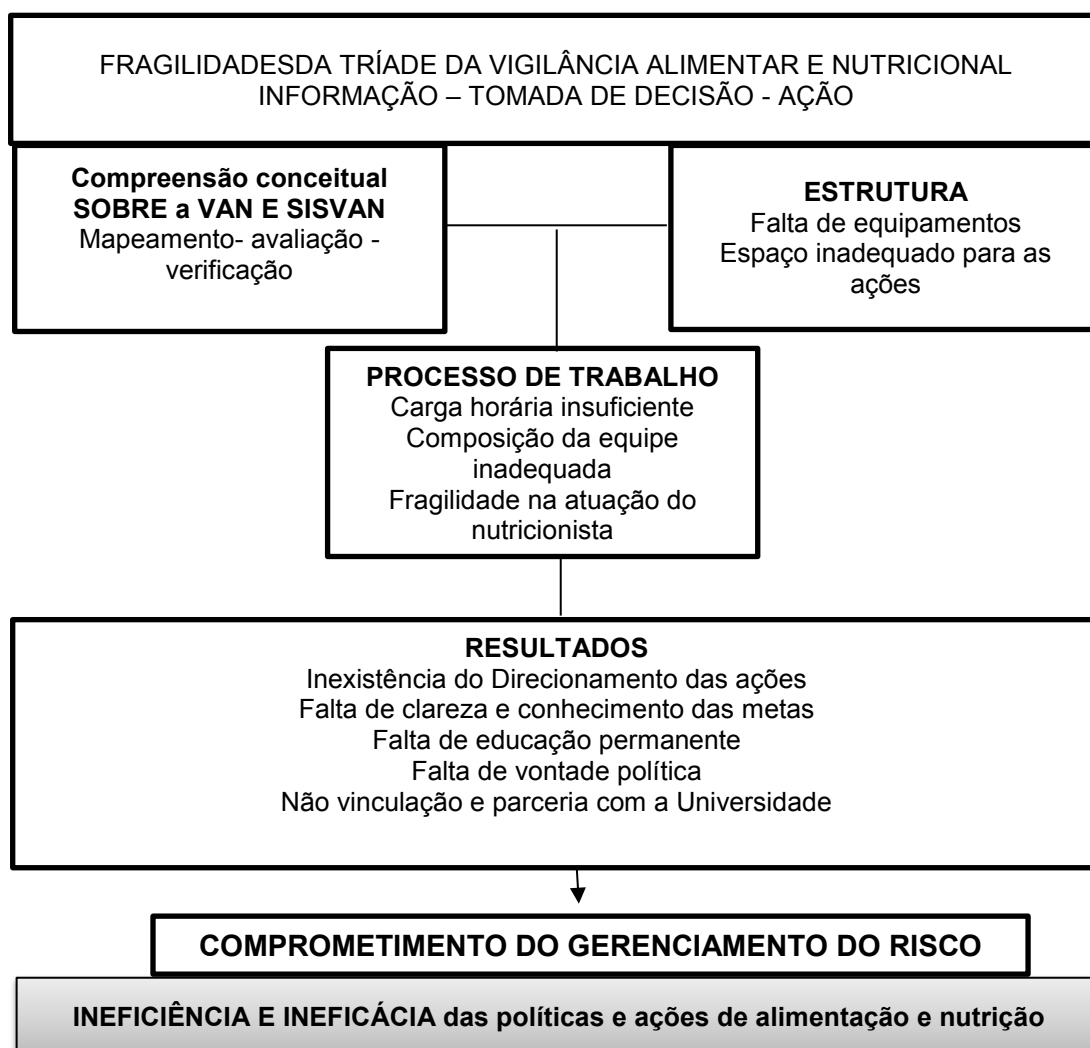 FRAGILIDADESDA TRÍADE DA VIGILÂNCIA ALIMENTAR E NUTRICIONAL
INFORMAÇÃO – TOMADA DE DECISÃO - AÇÃO
Compreensão conceitual
SOBRE a VAN E SISVAN
Mapeamento- avaliação -
verificação
ESTRUTURA
Falta de equipamentos
Espaço inadequado para as
ações
PROCESSO DE TRABALHO
Carga horária insuficiente
Composição da equipe
inadequada
Fragilidade na atuação do
nutricionista
RESULTADOS
Inexistência do Direcionamento das ações
Falta de clareza e conhecimento das metas
Falta de educação permanente
Falta de vontade política
Não vinculação e parceria com a Universidade
COMPROMETIMENTO DO GERENCIAMENTO DO RISCO
INEFICIÊNCIA E INEFICÁCIA das políticas e ações de alimentação e nutrição